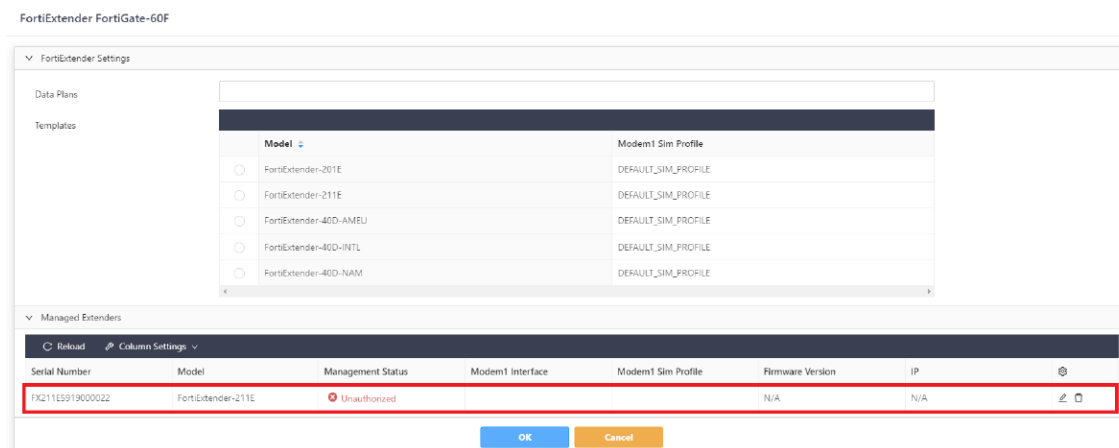 FortiExtender FortiGate-60F
FortiExtender Settings
Data Plans
Templates
Model Modem1 Sim Profile
FortiExtender-201E DEFAULT_SIM_PROFILE
FortiExtender-211E DEFAULT_SIM_PROFILE
FortiExtender-40D-AMEU DEFAULT_SIM_PROFILE
FortiExtender-40D-INTL DEFAULT_SIM_PROFILE
FortiExtender-40D-NAM DEFAULT_SIM_PROFILE
Managed Extenders
Reload Column Settings
Serial Number Model Management Status Modem1 Interface Modem1 Sim Profile Firmware Version IP
FX211E5919000022 FortiExtender-211E Unauthorized N/A N/A
OK Cancel